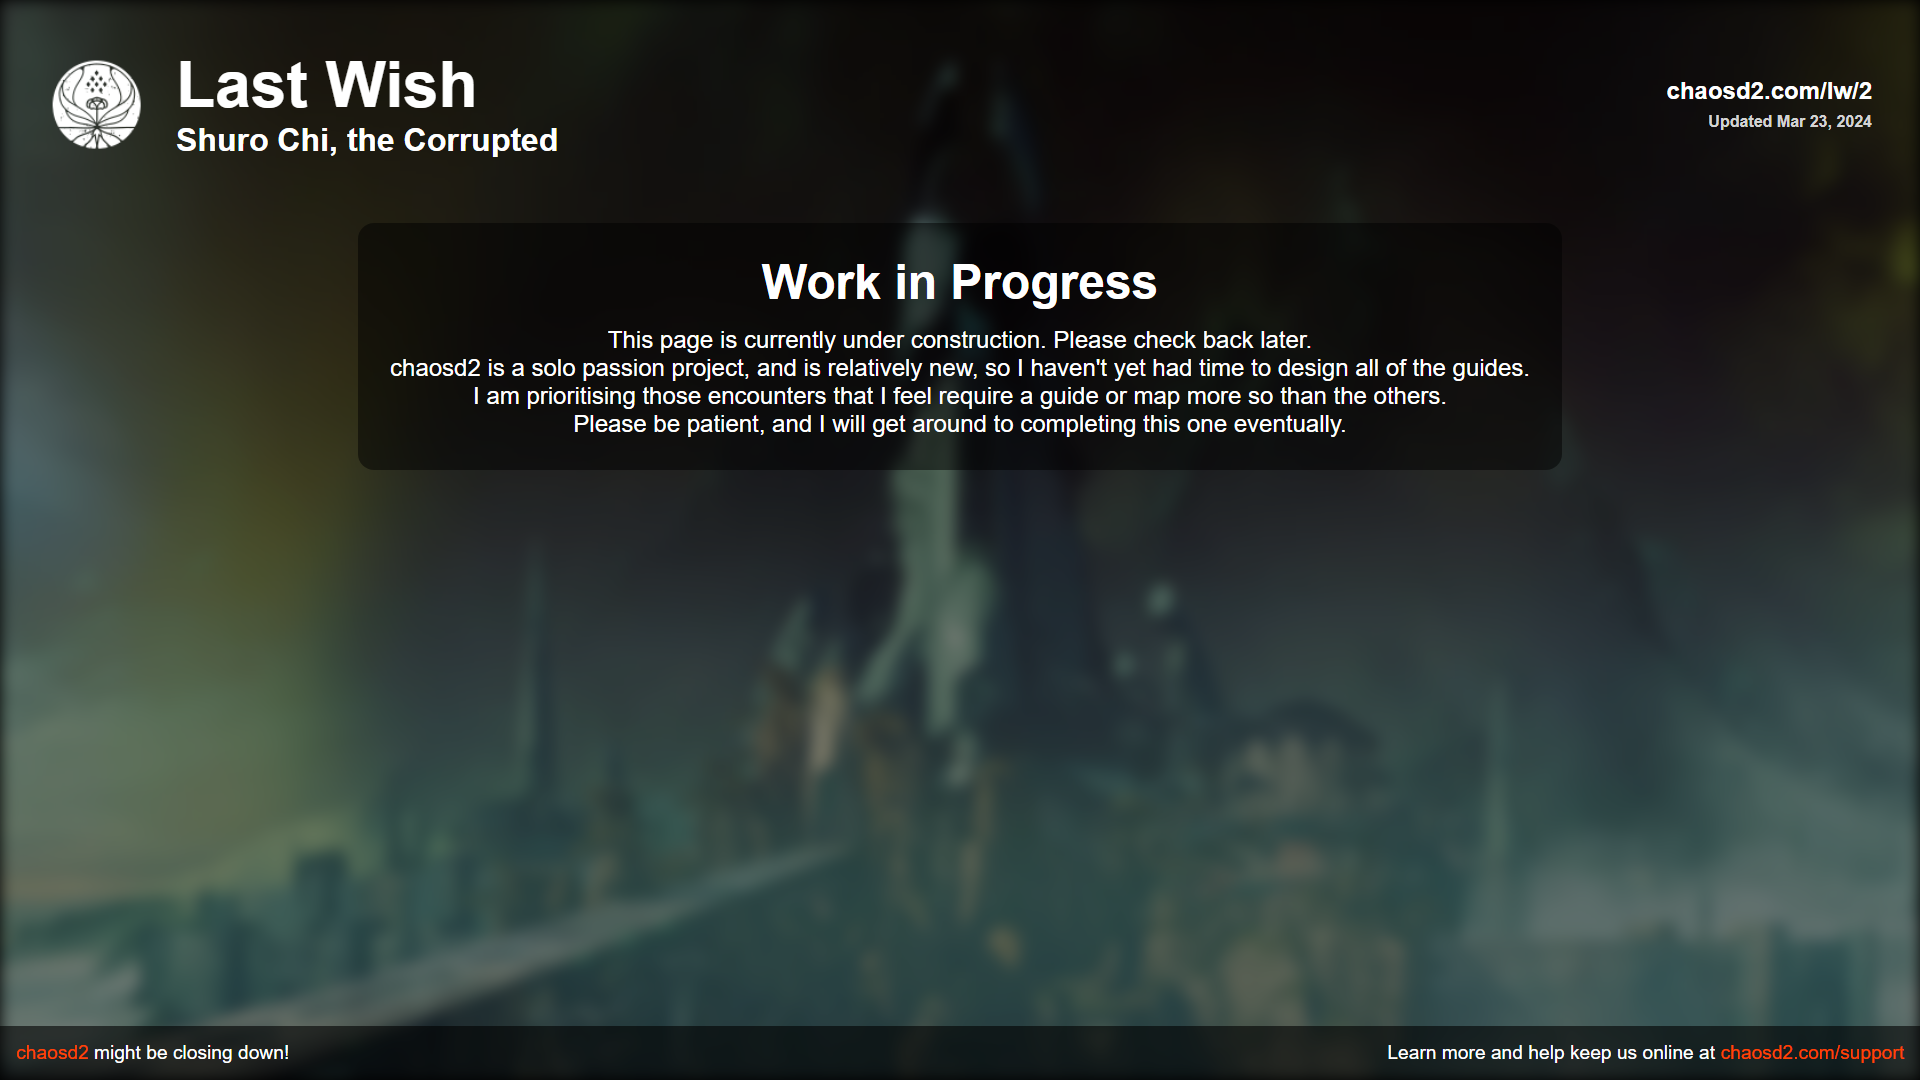 Last Wish
Shuro Chi, the Corrupted
chaosd2.com/lw/2
Updated Mar 23, 2024
Work in Progress
This page is currently under construction. Please check back later.
chaosd2 is a solo passion project, and is relatively new, so I haven't yet had time to design all of the guides.
I am prioritising those encounters that I feel require a guide or map more so than the others.
Please be patient, and I will get around to completing this one eventually.
chaosd2 might be closing down!
Learn more and help keep us online at chaosd2.com/support